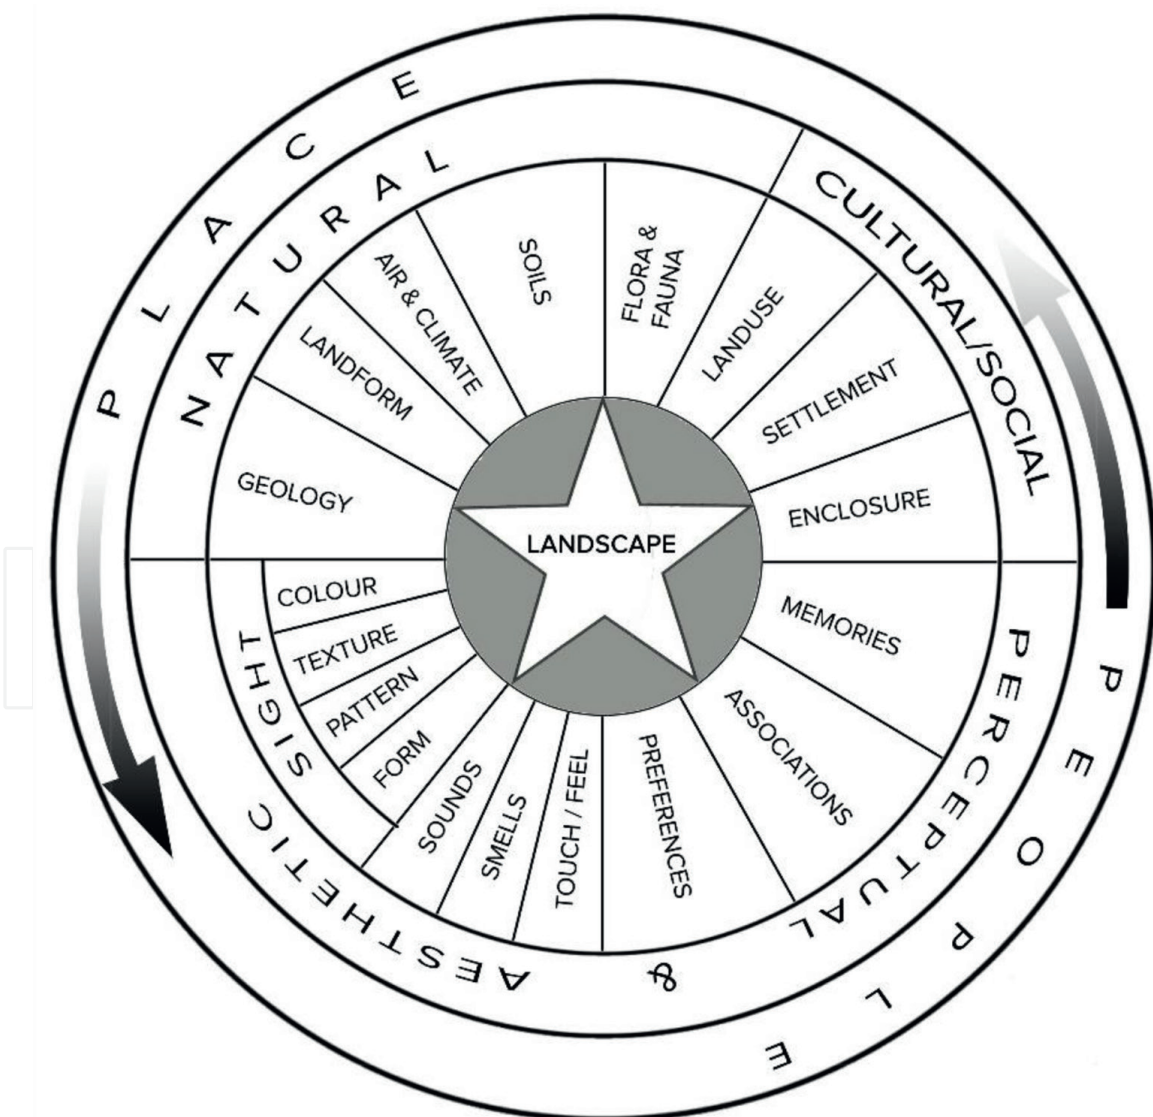 PLACE
NATURAL
CULTURAL/SOCIAL
AIR & CLIMATE
SOILS
FLORA &
FAUNA
LANDUSE
LANDFORM
SETTLEMENT
GEOLOGY
ENCLOSURE
LANDSCAPE
COLOUR
TEXTURE
PATTERN
FORM
SIGHT
SOUNDS
SMELLS
TOUCH / FEEL
PREFERENCES
ASSOCIATIONS
MEMORIES
PERCEPTUAL
&
AESTHETIC
PEOPLE